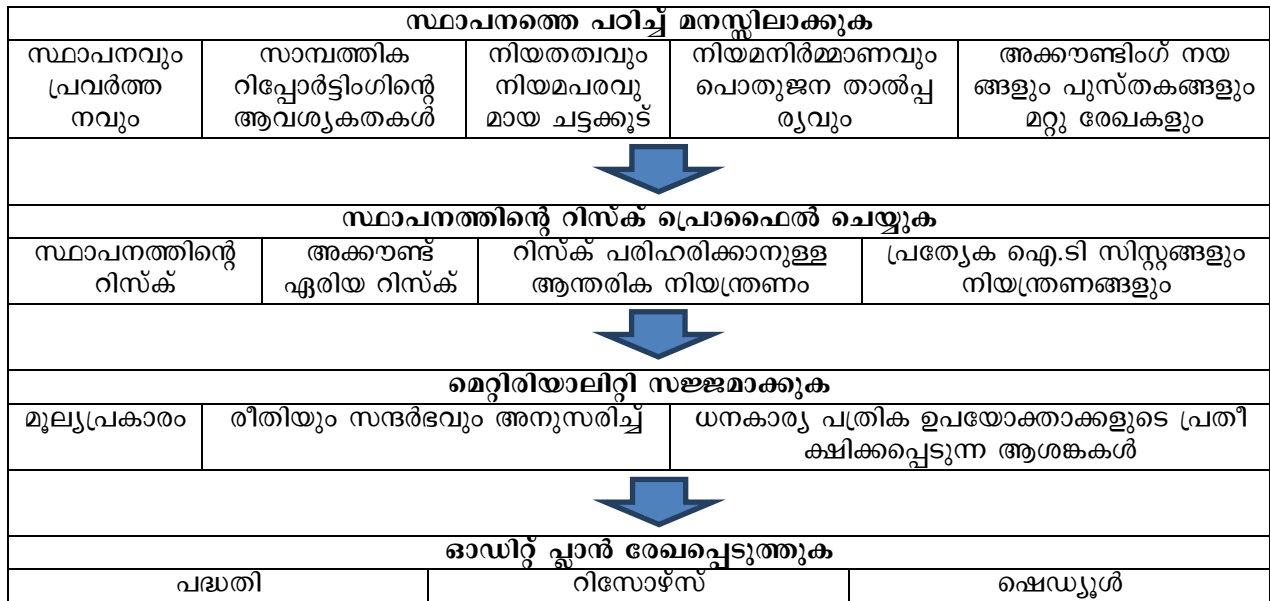 സ്ഥാപനത്തെ പഠിച്ച് മനസ്സിലാക്കുക
സ്ഥാപനവും
പ്രവർത്ത
നവും
സാമ്പത്തിക
റിപ്പോർട്ടിംഗിന്റെ
ആവശ്യകതകൾ
നിയതത്വവും
നിയമപരവു
മായ ചട്ടക്കൂട്
നിയമനിർമ്മാണവും
പൊതുജന താൽപ്പ
ര്യവും
അക്കൗണ്ടിംഗ് നയ
ങ്ങളും പുസ്തകങ്ങളും
മറ്റു രേഖകളും
സ്ഥാപനത്തിന്റെ റിസ്ക് പ്രൊഫൈൽ ചെയ്യുക
സ്ഥാപനത്തിന്റെ
റിസ്ക്
അക്കൗണ്ട്
ഏരിയ റിസ്ക്
റിസ്ക് പരിഹരിക്കാനുള്ള
ആന്തരിക നിയന്ത്രണം
പ്രത്യേക ഐ.ടി സിസ്റ്റങ്ങളും
നിയന്ത്രണങ്ങളും
മെറ്റിരിയാലിറ്റി സജ്ജമാക്കുക
മൂല്യപ്രകാരം
രീതിയും സന്ദർഭവും അനുസരിച്ച്
ധനകാര്യ പത്രിക ഉപയോക്താക്കളുടെ പ്രതീ
ക്ഷിക്കപ്പെടുന്ന ആശങ്കകൾ
ഓഡിറ്റ് പ്ലാൻ രേഖപ്പെടുത്തുക
പദ്ധതി
റിസോഴ്സ്
ഷെഡ്യൂൾ